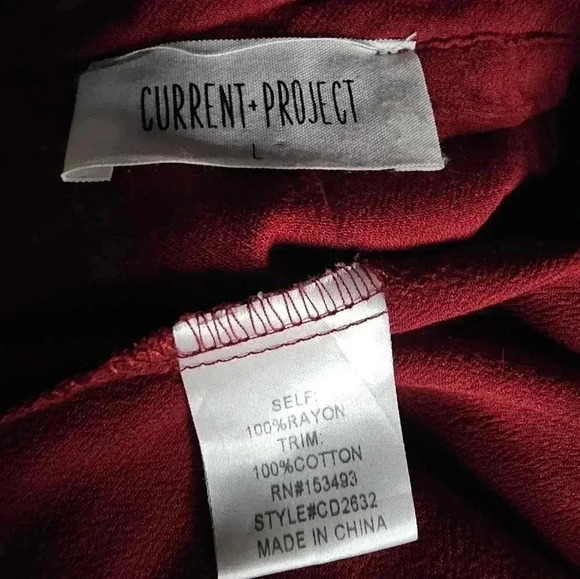 CURRENT+PROJECT
L
SELF:
100%RAYON
TRIM:
100%COTTON
RN#153493
STYLE#CD2632
MADE IN CHINA